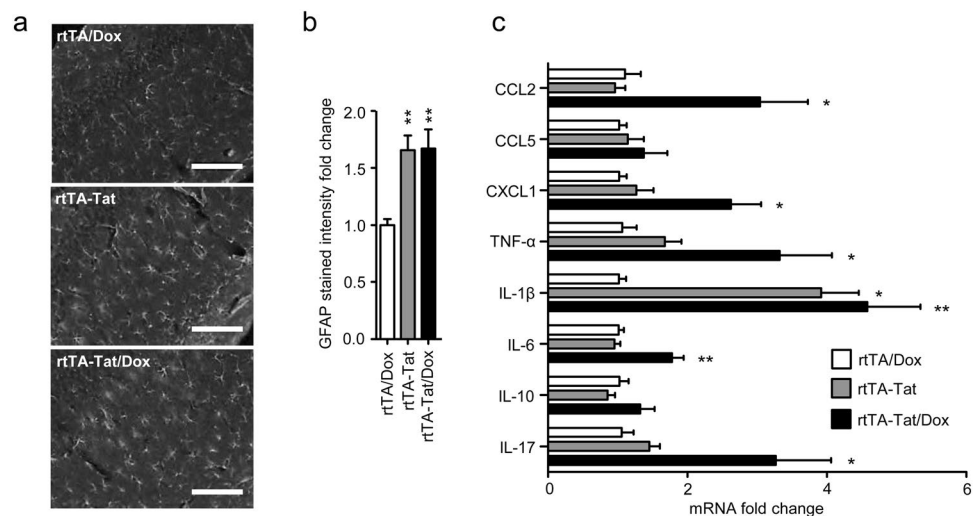 a
rtTA/Dox
rtTA-Tat
rtTA-Tat/Dox
b
GFAP stained intensity fold change
2.0
1.5
1.0
0.5
0.0
** **
rtTA/Dox
rtTA-Tat
rtTA-Tat/Dox
c
CCL2
*
CCL5
CXCL1
*
TNF-α
*
IL-1β
*
**
IL-6
**
IL-10
IL-17
*
rtTA/Dox
rtTA-Tat
rtTA-Tat/Dox
0 2 4 6
mRNA fold change